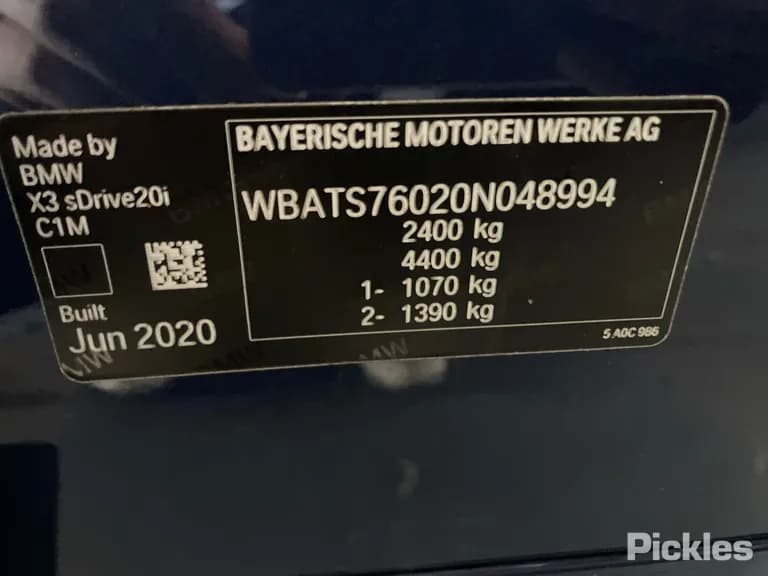 Made by
BMW
X3 sDrive20i
C1M
Built
Jun 2020
BAYERISCHE MOTOREN WERKE AG
WBATS76020N048994
2400 kg
4400 kg
1- 1070 kg
2- 1390 kg
5 A0C 986
Pickles